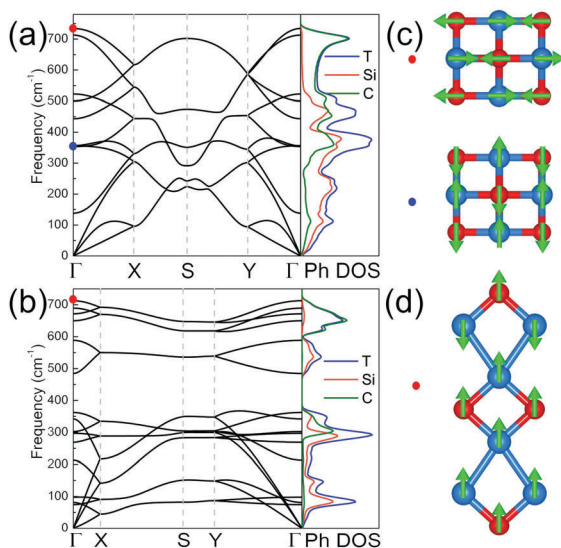 (a)
Frequency (cm⁻¹)
700
600
500
400
300
200
100
0
Γ X S Y Γ Ph DOS
T
Si
C
(b)
Frequency (cm⁻¹)
700
600
500
400
300
200
100
0
Γ X S Y Γ Ph DOS
T
Si
C
(c)
(d)